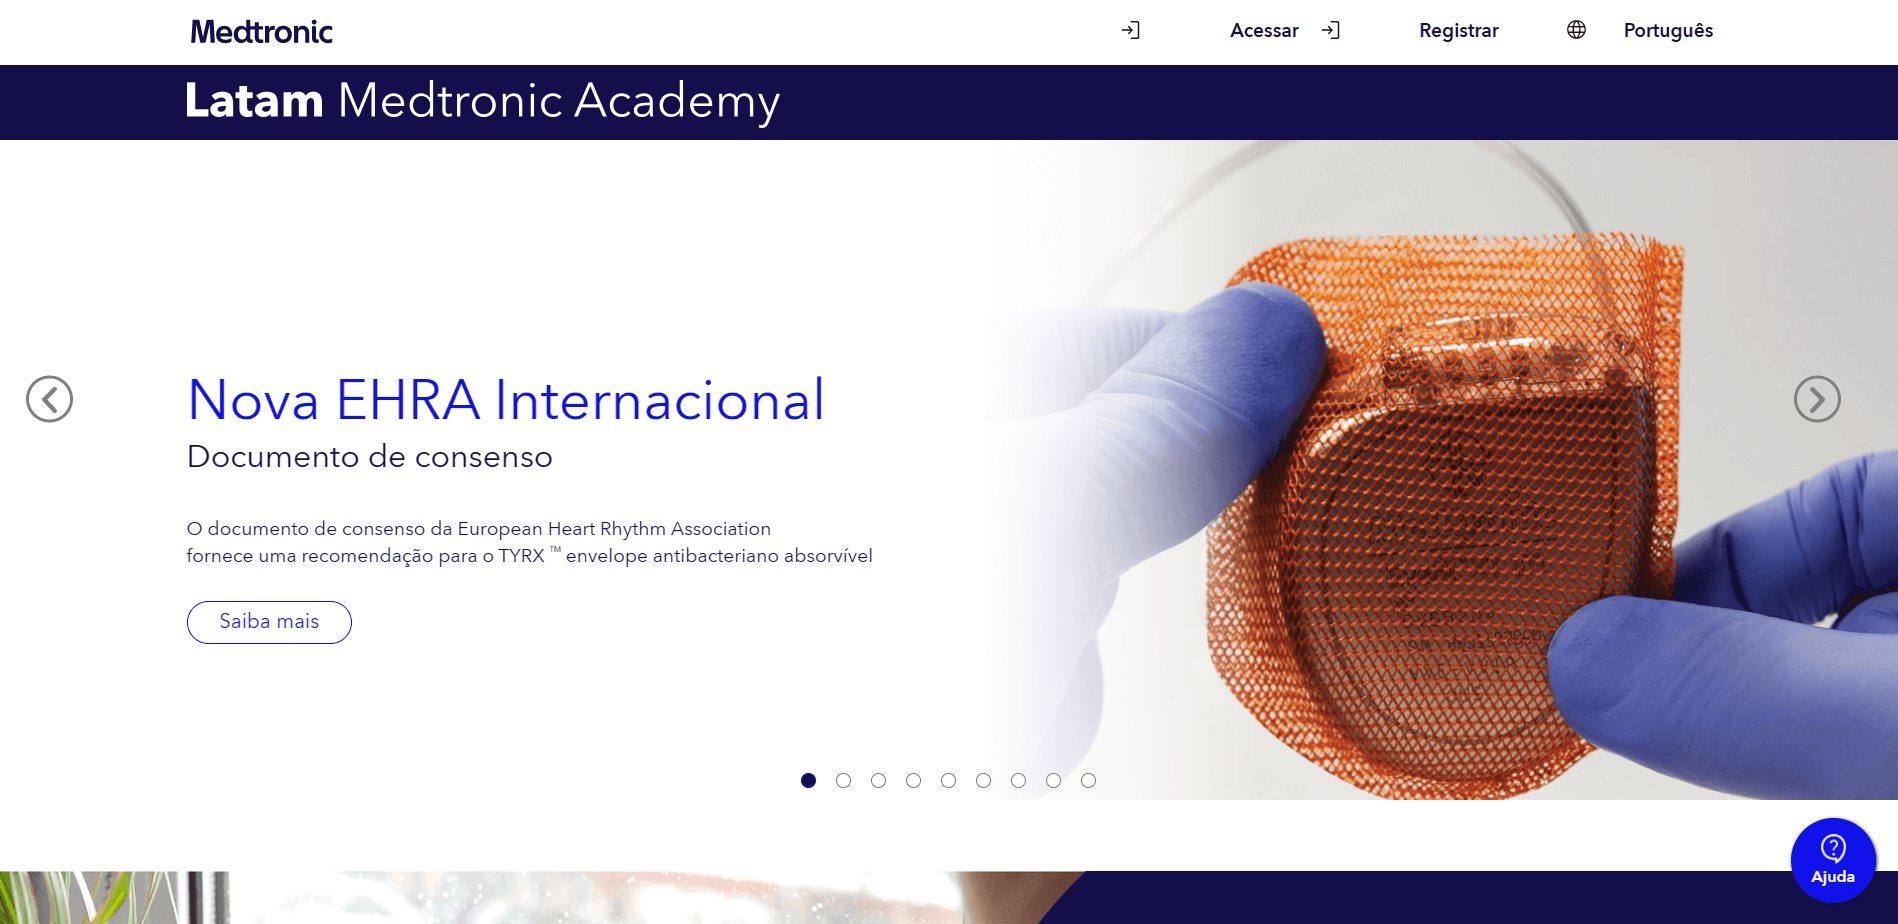 Medtronic
Acessar
Registrar
Português
Latam Medtronic Academy
Nova EHRA Internacional
Documento de consenso
O documento de consenso da European Heart Rhythm Association
fornece uma recomendação para o TYRX ™ envelope antibacteriano absorvível
Saiba mais
Ajuda